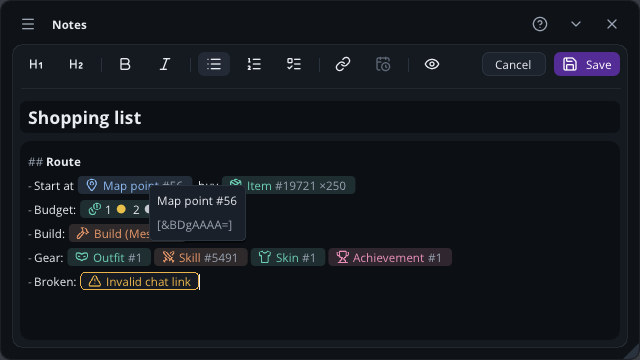 Notes
H1 H2 B I Cancel Save
Shopping list
## Route
- Start at Map point #56 buy Item #19721 ×250
Map point #56
- Budget: 1 2
[&BDgAAAA=]
- Build: Build (Mes
- Gear: Outfit #1 Skill #5491 Skin #1 Achievement #1
- Broken: Invalid chat link